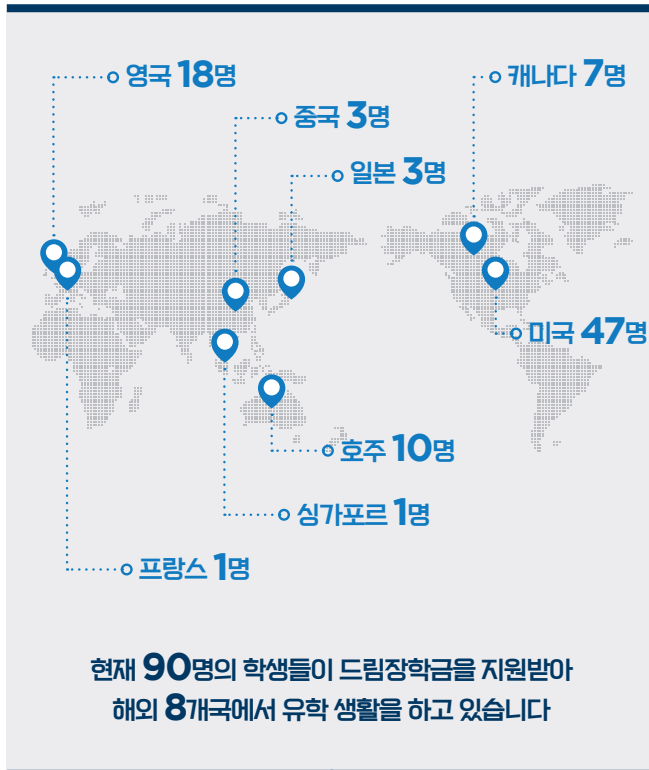 영국 18명
캐나다 7명
중국 3명
일본 3명
미국 47명
호주 10명
싱가포르 1명
프랑스 1명
현재 90명의 학생들이 드림장학금을 지원받아
해외 8개국에서 유학 생활을 하고 있습니다